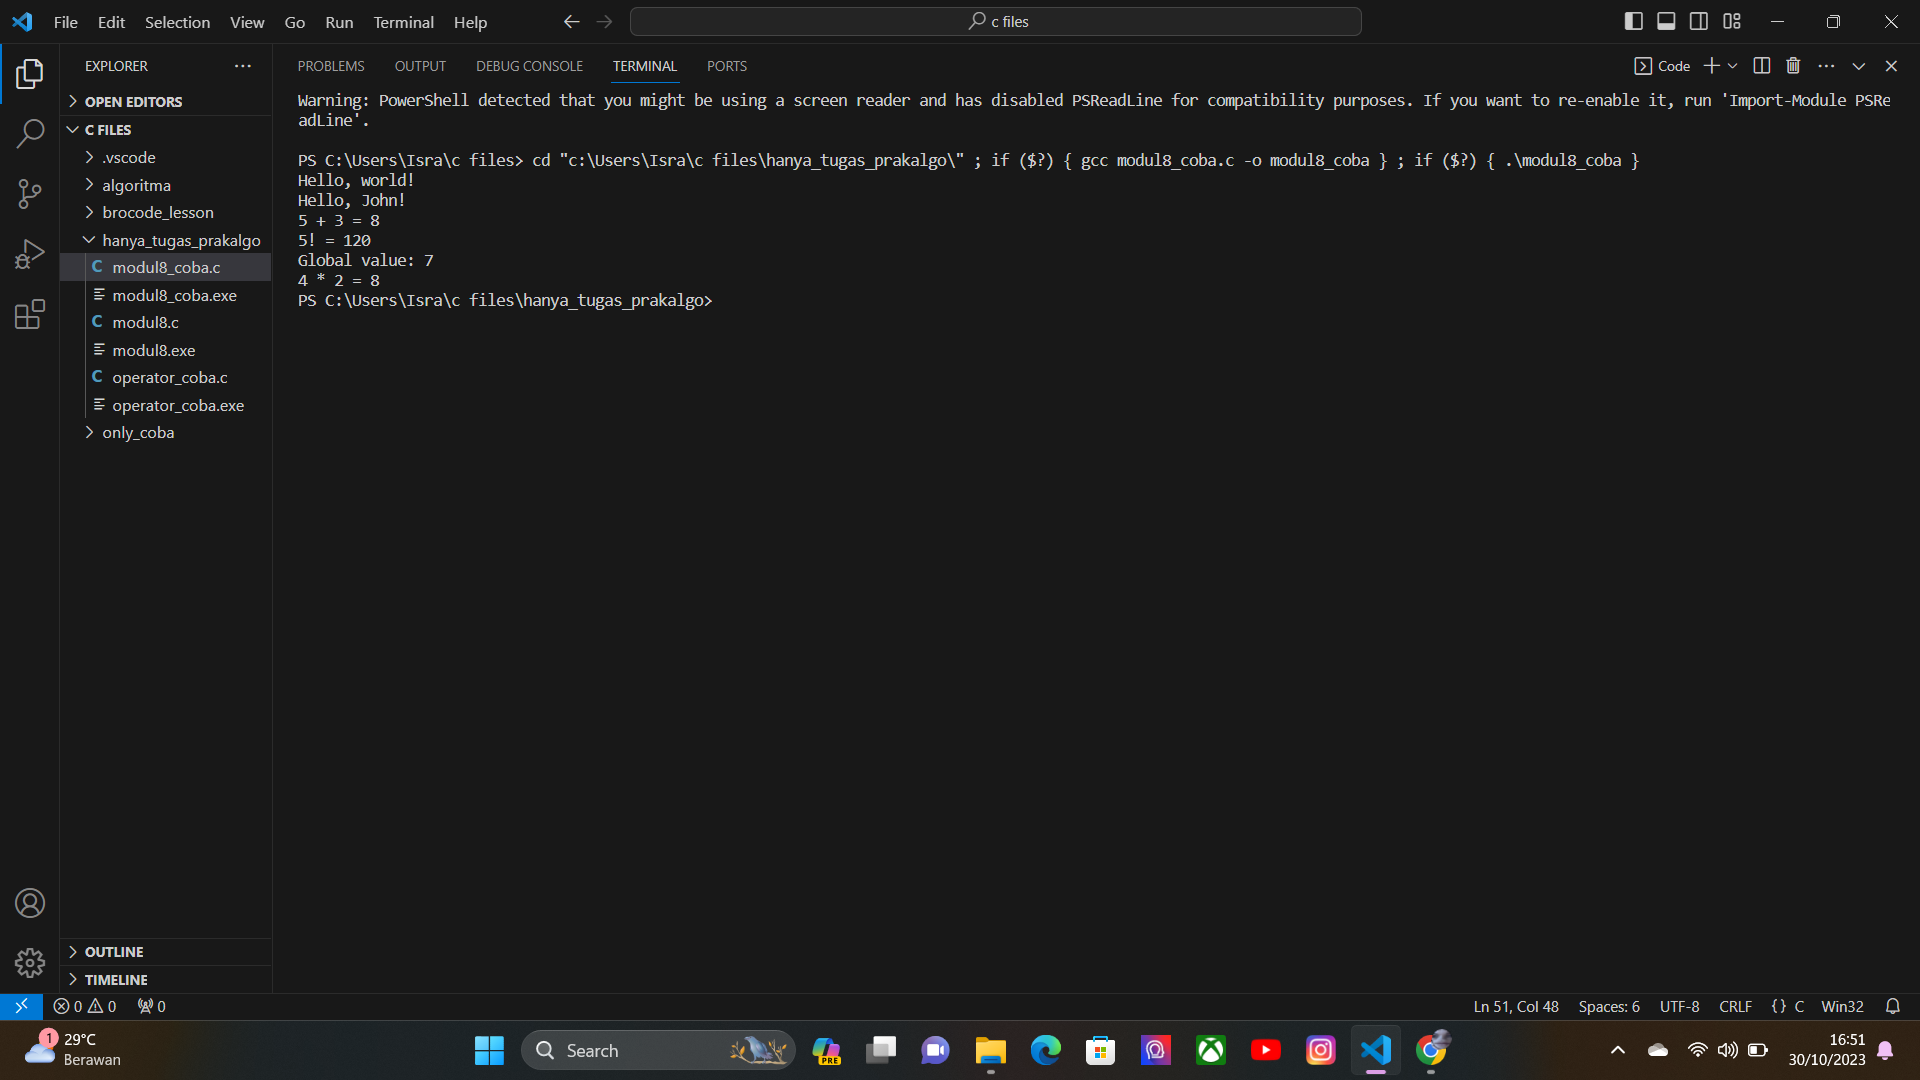 File Edit Selection View Go Run Terminal Help
c files
EXPLORER
PROBLEMS OUTPUT DEBUG CONSOLE TERMINAL PORTS
Code
OPEN EDITORS
C FILES
.vscode
algoritma
brocode_lesson
hanya_tugas_prakalgo
C modul8_coba.c
modul8_coba.exe
C modul8.c
modul8.exe
C operator_coba.c
operator_coba.exe
only_coba
OUTLINE
TIMELINE
Warning: PowerShell detected that you might be using a screen reader and has disabled PSReadLine for compatibility purposes. If you want to re-enable it, run 'Import-Module PSRe
adLine'.
PS C:\Users\Isra\c files> cd "c:\Users\Isra\c files\hanya_tugas_prakalgo\" ; if ($?) { gcc modul8_coba.c -o modul8_coba } ; if ($?) { .\modul8_coba }
Hello, world!
Hello, John!
5 + 3 = 8
5! = 120
Global value: 7
4 * 2 = 8
PS C:\Users\Isra\c files\hanya_tugas_prakalgo>
0 0 0
Ln 51, Col 48 Spaces: 6 UTF-8 CRLF {} C Win32
1
29°C
Berawan
Search
PRE
16:51
30/10/2023